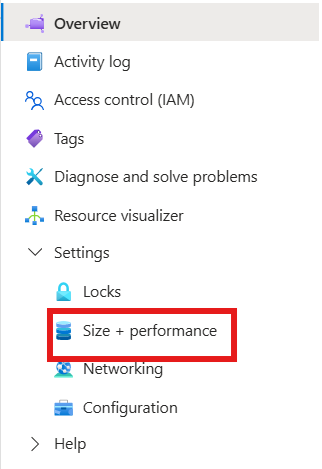 Overview
Activity log
Access control (IAM)
Tags
Diagnose and solve problems
Resource visualizer
Settings
Locks
Size + performance
Networking
Configuration
Help